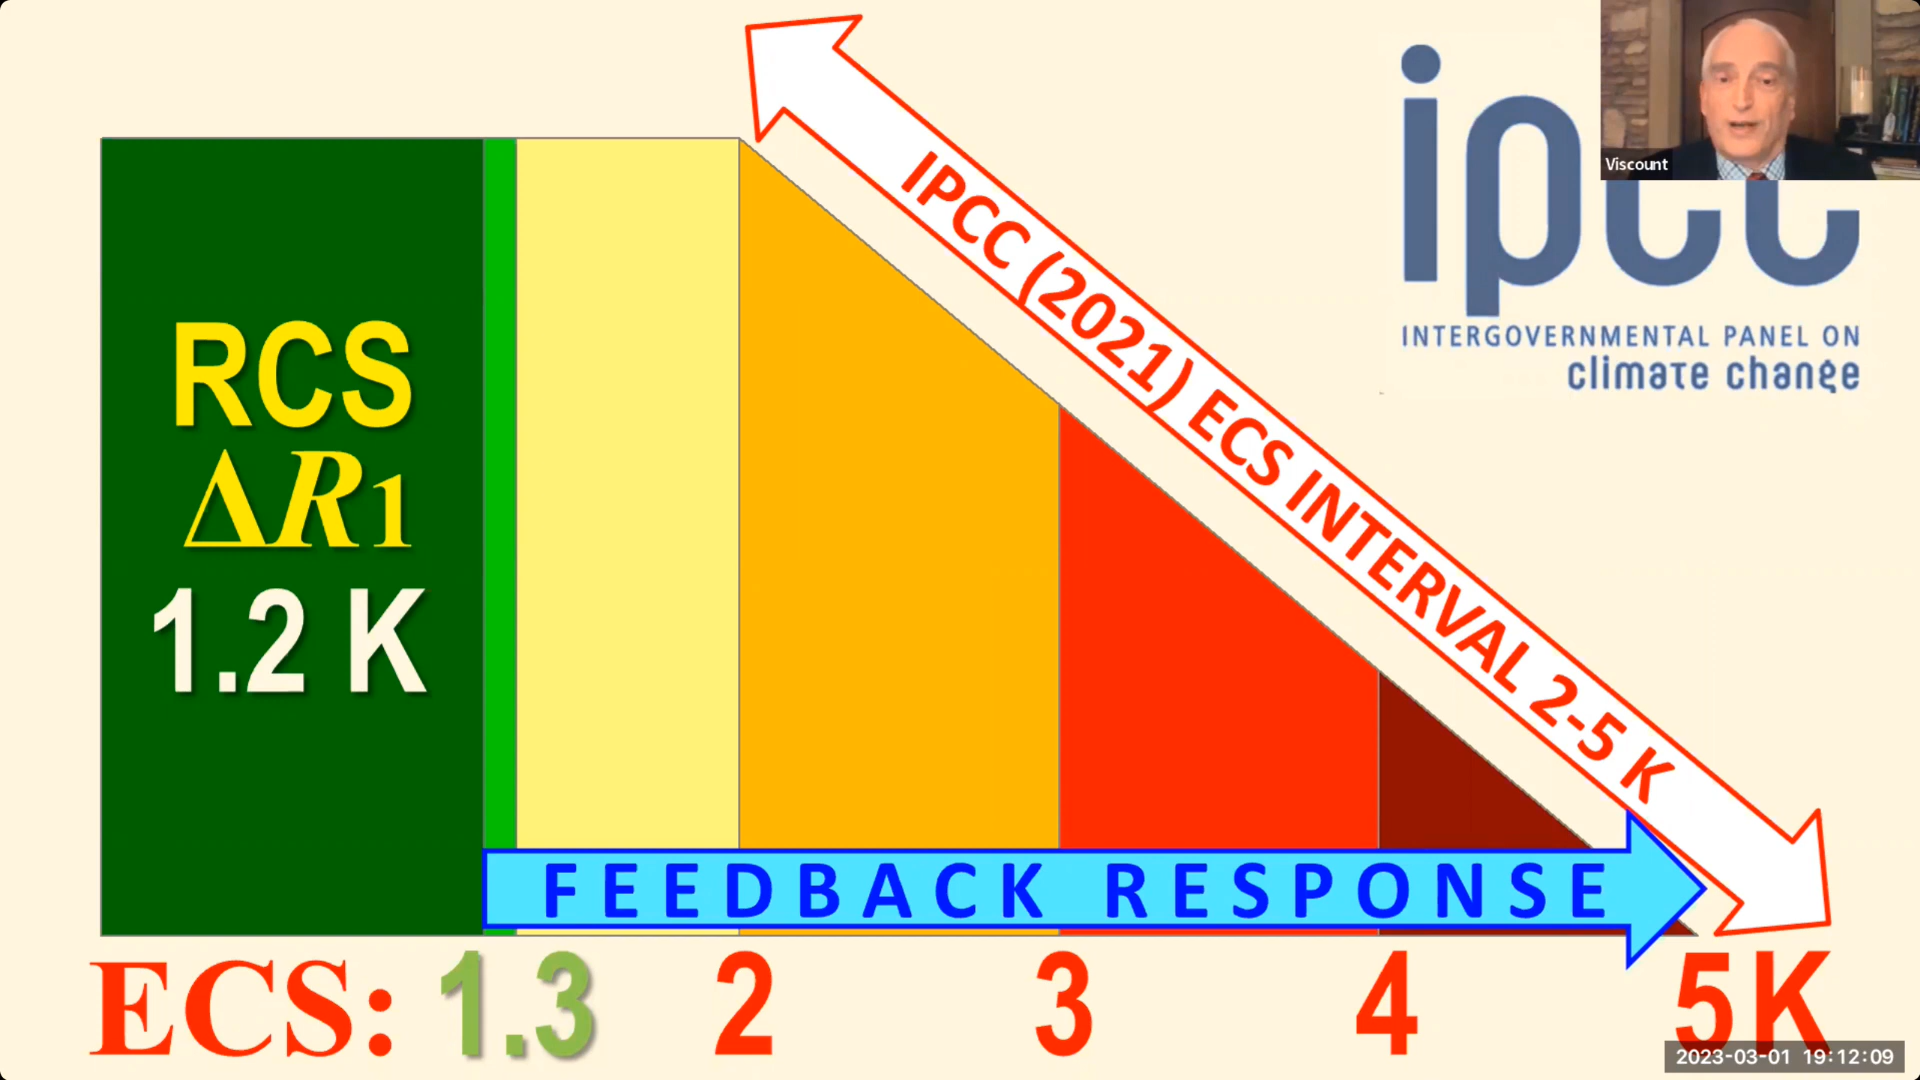 IPCC (2021) ECS INTERVAL 2-5 K
ipcc
INTERGOVERNMENTAL PANEL ON
climate change
Viscount
RCS
ΔR1
1.2 K
FEEDBACK RESPONSE
ECS: 1.3 2 3 4 5K
2023-03-01 19:12:09